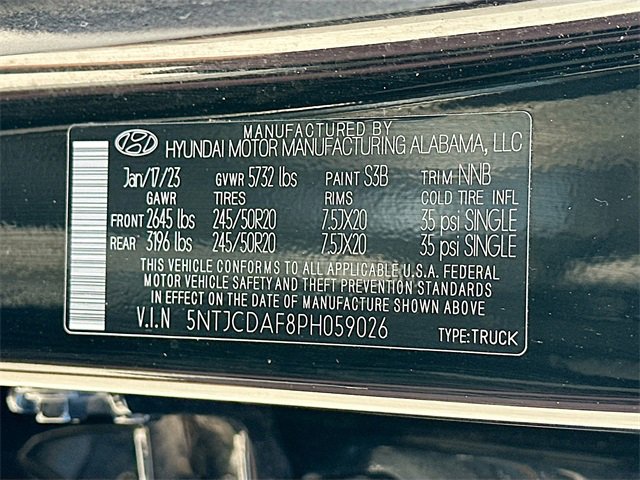 MANUFACTURED BY
HYUNDAI MOTOR MANUFACTURING ALABAMA, LLC
Jan/17/23 GVWR 5732 lbs PAINT S3B TRIM NNB
GAWR TIRES RIMS COLD TIRE INFL
FRONT 2645 lbs 245/50R20 7.5JX20 35 psi SINGLE
REAR 3196 lbs 245/50R20 7.5JX20 35 psi SINGLE
THIS VEHICLE CONFORMS TO ALL APPLICABLE U.S.A. FEDERAL
MOTOR VEHICLE SAFETY AND THEFT PREVENTION STANDARDS
IN EFFECT ON THE DATE OF MANUFACTURE SHOWN ABOVE
V.I.N 5NTJCDAF8PH059026 TYPE:TRUCK